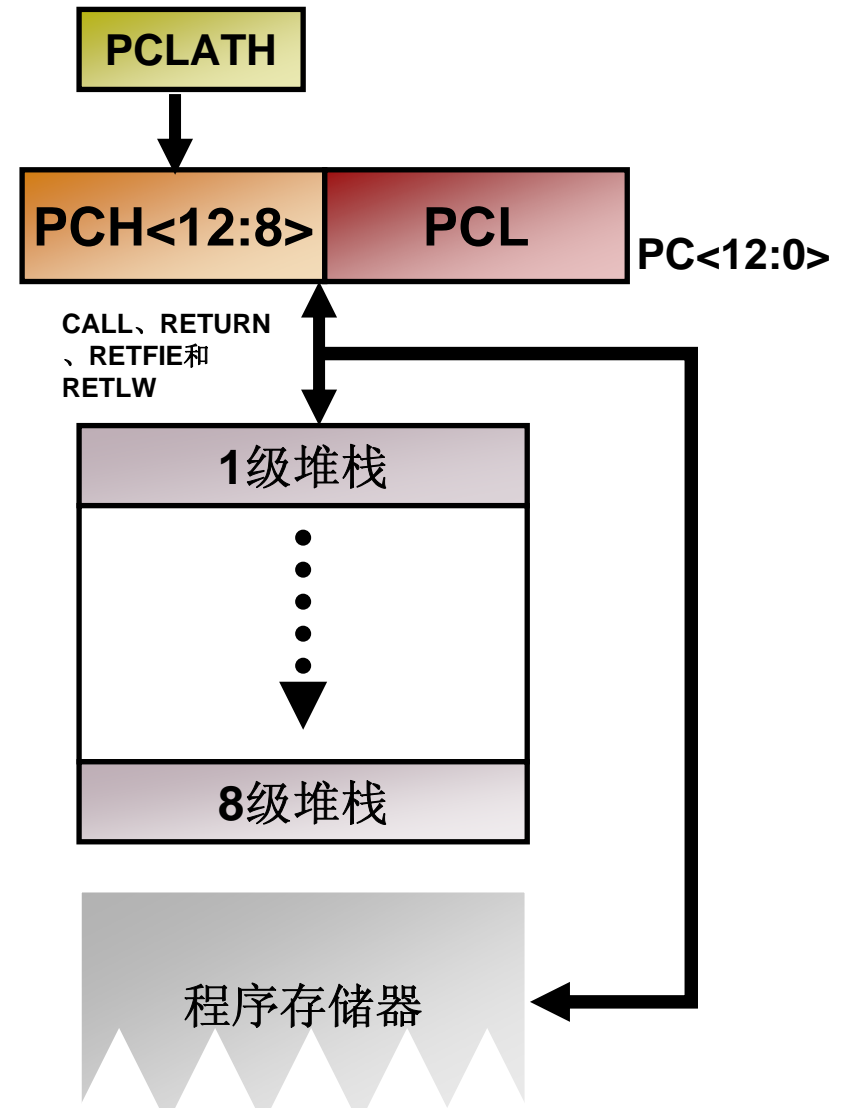 PCLATH
PCH<12:8>
PCL
PC<12:0>
CALL、RETURN
、RETFIE和
RETLW
1级堆栈
8级堆栈
程序存储器